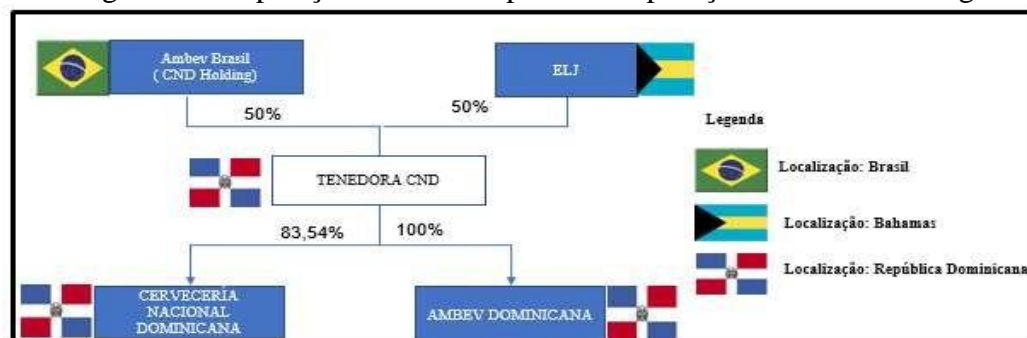 Ambev Brasil
( CND Holding)
ELJ
50%
50%
Legenda
TENEDORA CND
Localização: Brasil
83,54%
100%
Localização: Bahamas
Localização: República Dominicana
CERVECERÍA
NACIONAL
DOMINICANA
AMBEV DOMINICANA